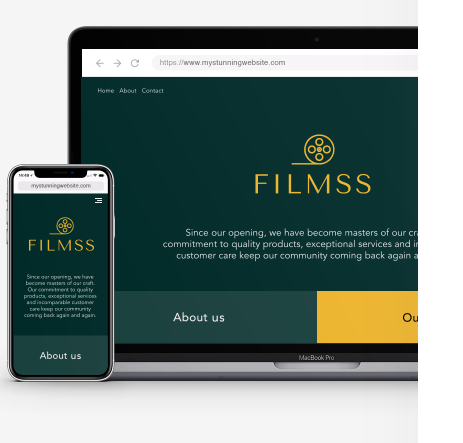 https://www.mystunningwebsite.com
Home About Contact
FILMSS
Since our opening, we have become masters of our
commitment to quality products, exceptional services and
customer care keep our community coming back again
About us
MacBook Pro
mystunningwebsite.com
FILMSS
Since our opening, we have
become masters of our craft.
Our commitment to quality
products, exceptional services
and incomparable customer
care keep our community
coming back again and again.
About us